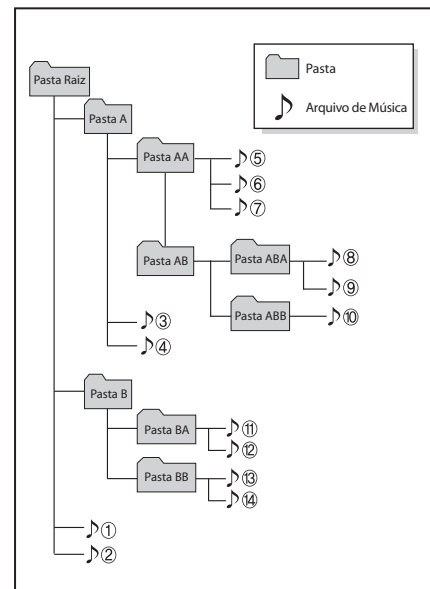 Pasta
Arquivo de Música
Pasta Raiz
Pasta A
Pasta AA
⑤
⑥
⑦
Pasta AB
Pasta ABA
⑧
⑨
Pasta ABB
⑩
③
④
Pasta B
Pasta BA
⑪
⑫
Pasta BB
⑬
⑭
①
②